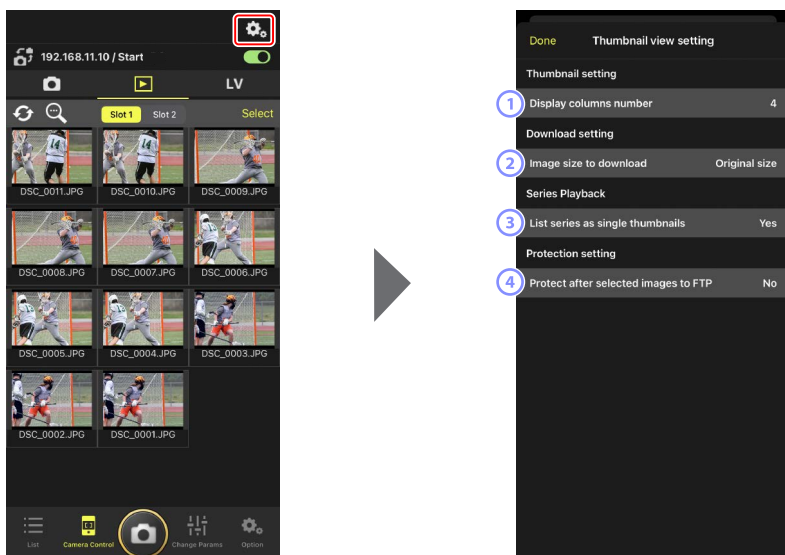 192.168.11.10 / Start
LV
Slot 1 Slot 2 Select
DSC_0011.JPG DSC_0010.JPG DSC_0009.JPG
DSC_0008.JPG DSC_0007.JPG DSC_0006.JPG
DSC_0005.JPG DSC_0004.JPG DSC_0003.JPG
DSC_0002.JPG DSC_0001.JPG
List Camera Control Change Params Option
Done Thumbnail view setting
Thumbnail setting
1 Display columns number 4
Download setting
2 Image size to download Original size
Series Playback
3 List series as single thumbnails Yes
Protection setting
4 Protect after selected images to FTP No